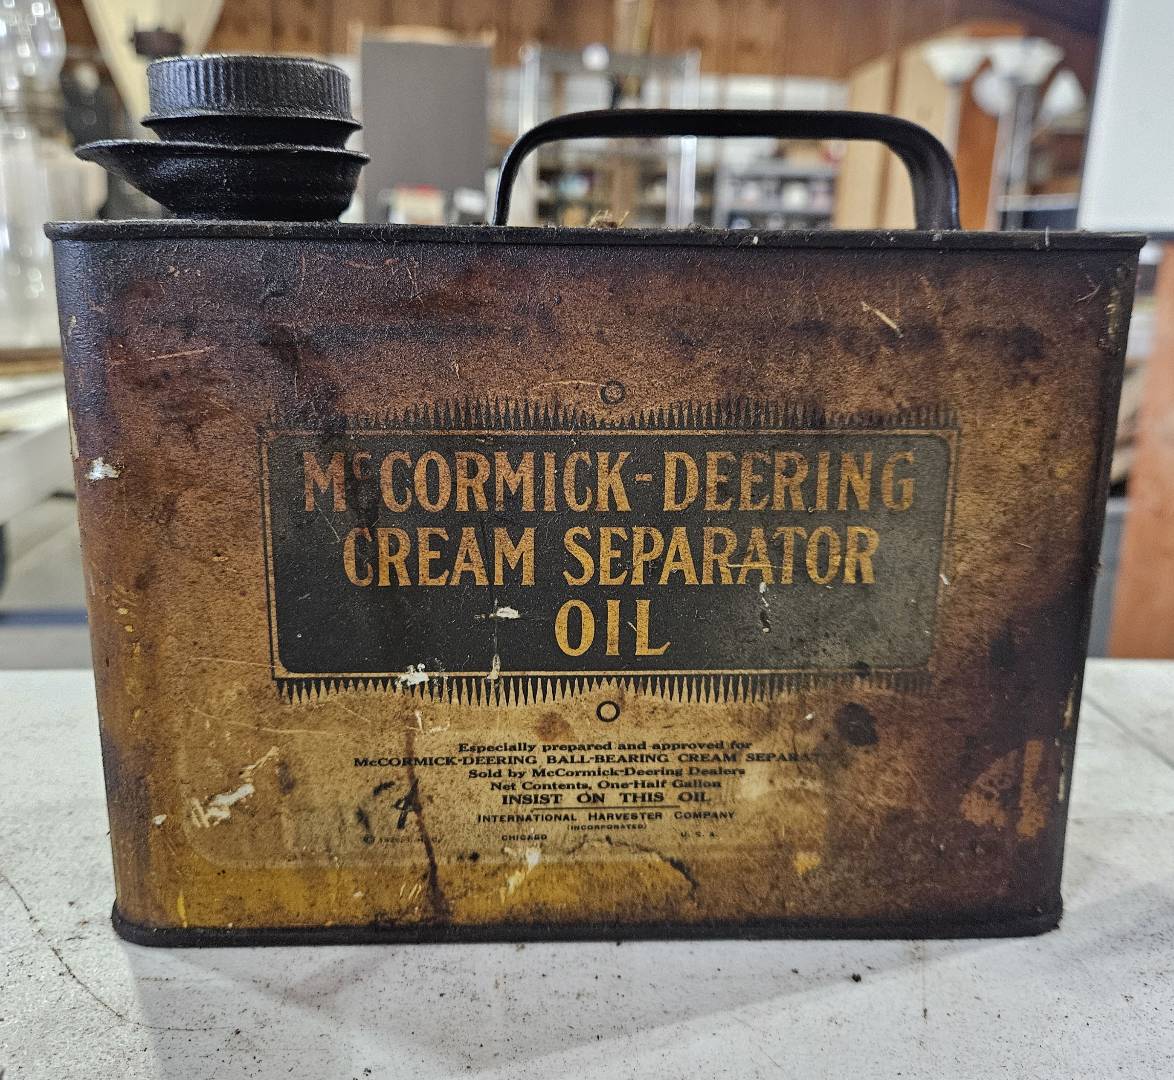 McCORMICK-DEERING
CREAM SEPARATOR
OIL
Especially prepared and approved for
McCORMICK-DEERING BALL-BEARING CREAM
Sold by McCormick-Deering Dealers
Net Contents, One-Half Gallon
INSIST ON THIS OIL
INTERNATIONAL HARVESTER COMPANY
(INCORPORATED)
CHICAGO U. S. A.